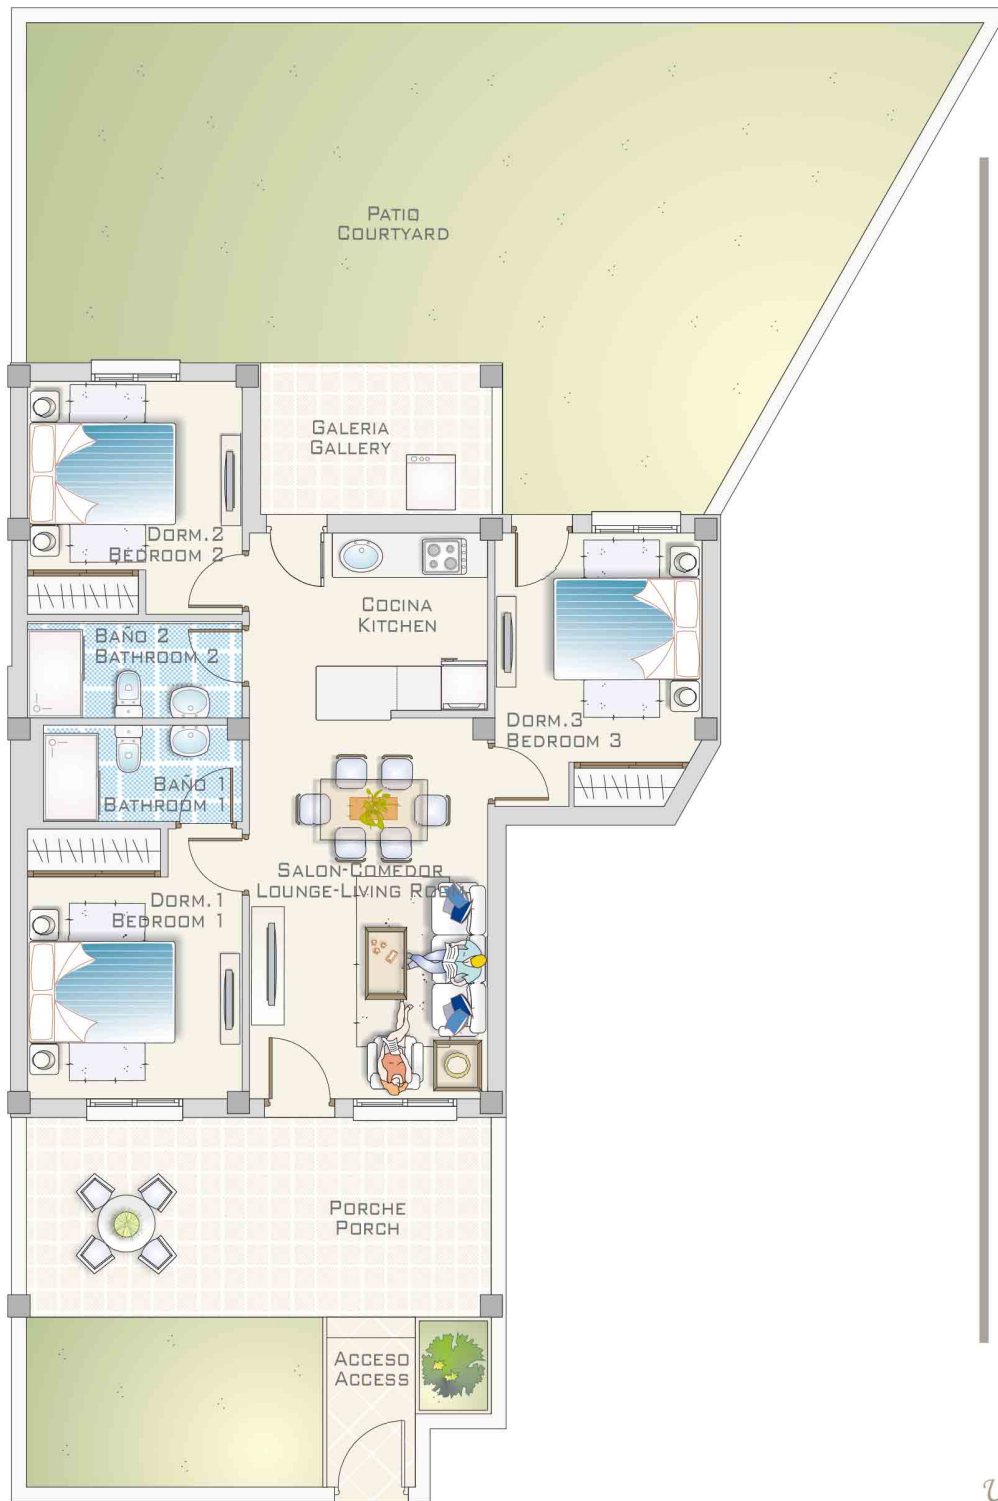 PATIO
COURTYARD
GALERIA
GALLERY
DORM.2
BEDROOM 2
COCINA
KITCHEN
BAÑO 2
BATHROOM 2
DORM.3
BEDROOM 3
BAÑO 1
BATHROOM 1
SALON-COMEDOR
LOUNGE-LIVING ROOM
DORM.1
BEDROOM 1
PORCHE
PORCH
ACCESO
ACCESS